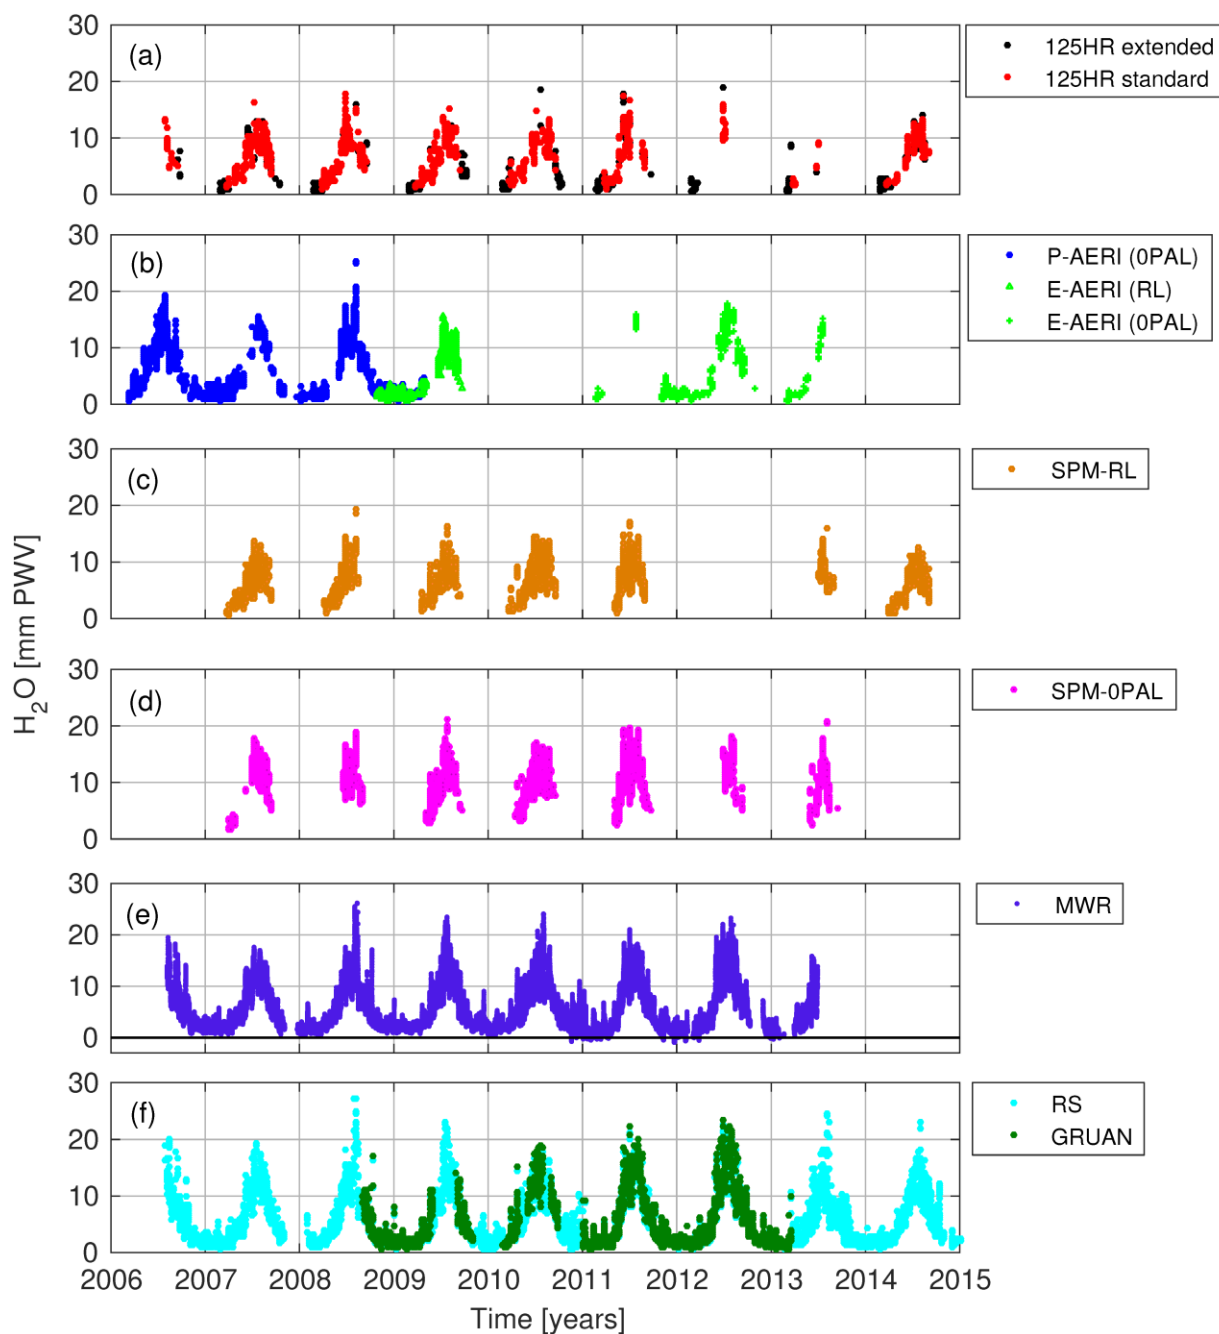 30
20
10
0
(a)
125HR extended
125HR standard
30
20
10
0
(b)
P-AERI (0PAL)
E-AERI (RL)
E-AERI (0PAL)
30
20
10
0
(c)
SPM-RL
H2O [mm PWV]
30
20
10
0
(d)
SPM-0PAL
30
20
10
0
(e)
MWR
30
20
10
0
(f)
RS
GRUAN
2006 2007 2008 2009 2010 2011 2012 2013 2014 2015
Time [years]